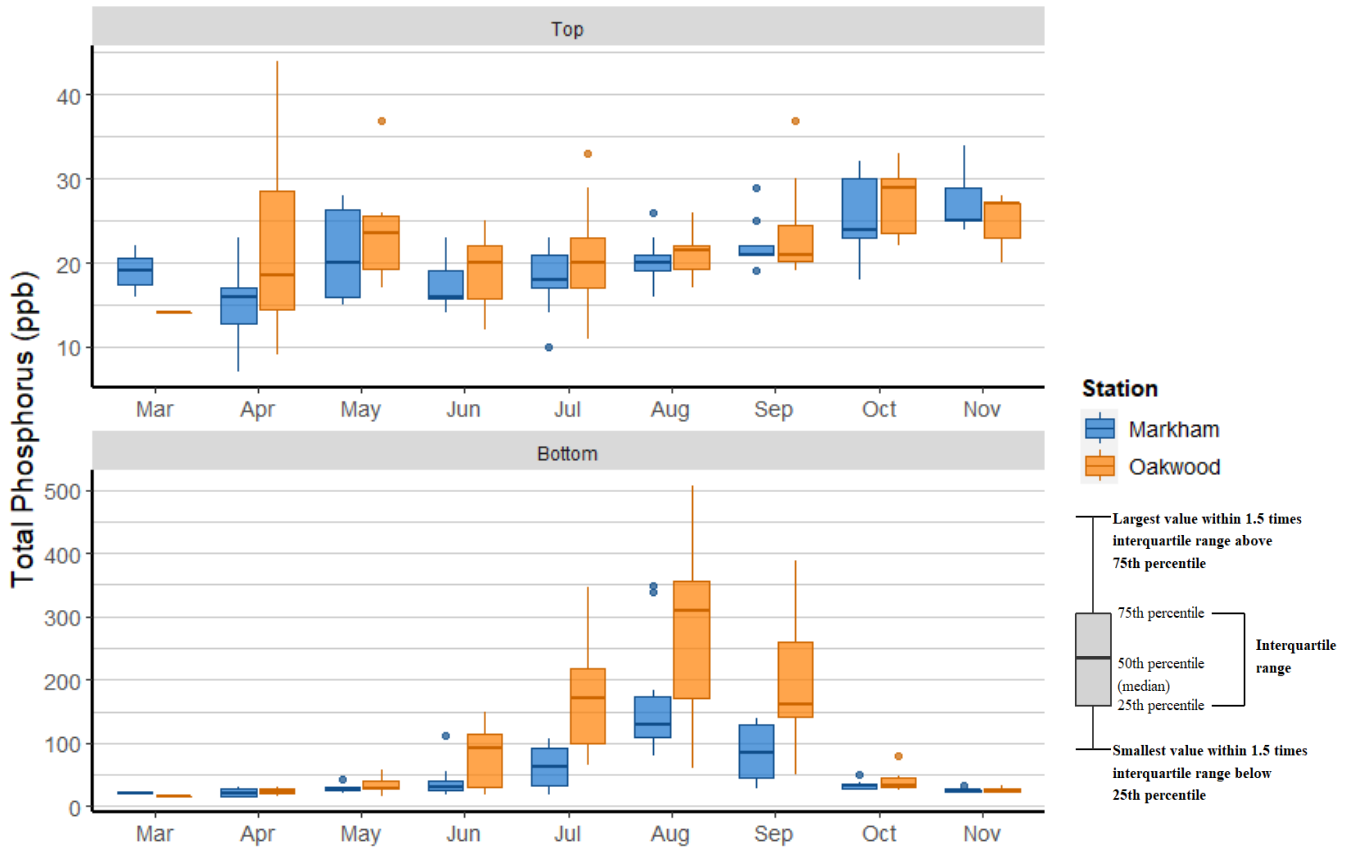 Top
Total Phosphorus (ppb)
40
30
20
10
Mar Apr May Jun Jul Aug Sep Oct Nov
Bottom
500
400
300
200
100
0
Mar Apr May Jun Jul Aug Sep Oct Nov
Station
Markham
Oakwood
Largest value within 1.5 times
interquartile range above
75th percentile
75th percentile
Interquartile
range
50th percentile
(median)
25th percentile
Smallest value within 1.5 times
interquartile range below
25th percentile